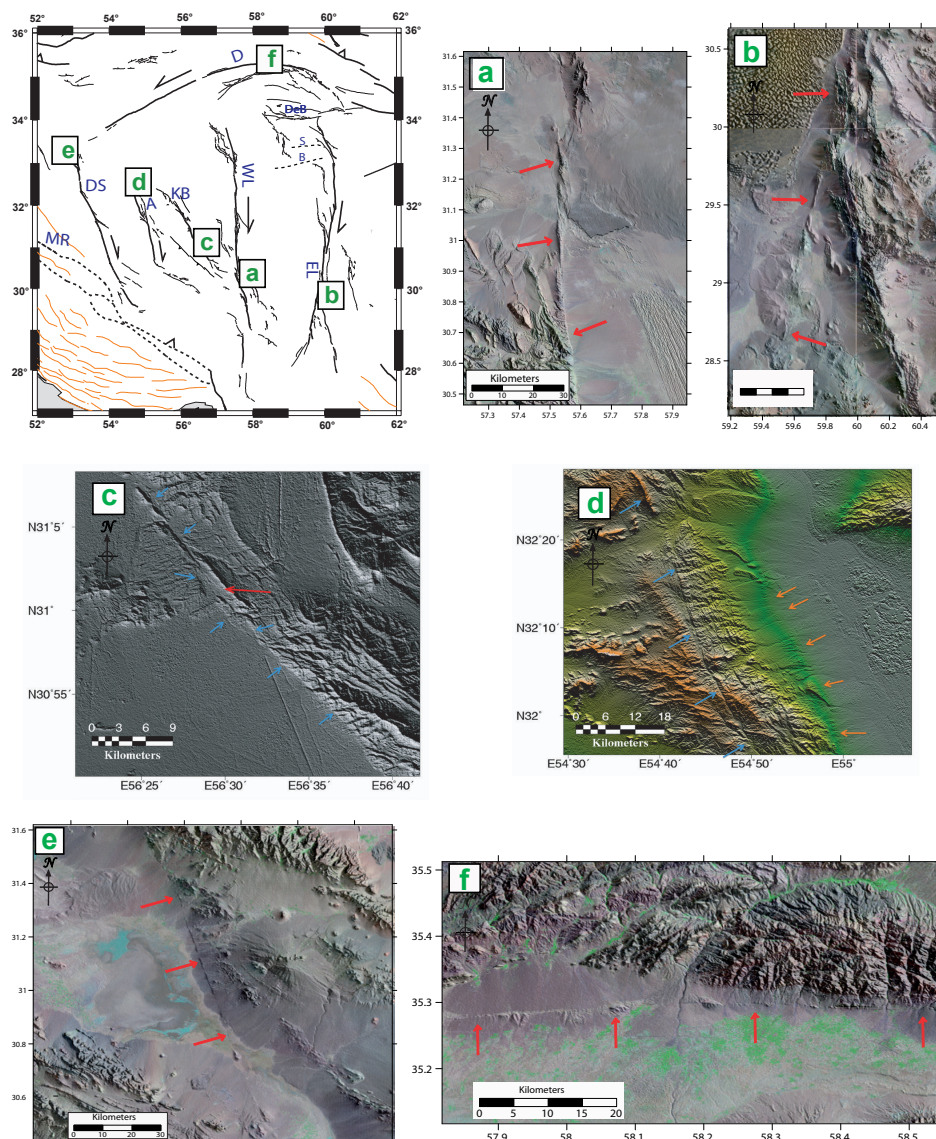 52° 54° 56° 58° 60° 62°
36°
34°
32°
30°
28°
52 54 56 58 60 62
D
f
DeB
S
B
e
DS
d
A
KB
WL
c
MR
a
EL
b
a
N
31.6
31.5
31.4
31.3
31.2
31.1
31
30.9
30.8
30.7
30.6
30.5
Kilometers
0 10 20 30
57.3 57.4 57.5 57.6 57.7 57.8 57.9
b
N
30.5
30
29.5
29
28.5
59.2 59.4 59.6 59.8 60 60.2 60.4
c
N
N31°5'
N31°
N30°55'
0 3 6 9
Kilometers
E56°25' E56°30' E56°35' E56°40'
d
N
N32°20'
N32°10'
N32°
0 6 12 18
Kilometers
E54°30' E54°40' E54°50' E55°
e
N
31.6
31.4
31.2
31
30.8
30.6
Kilometers
0 10 20 30
f
35.5
35.4
35.3
35.2
Kilometers
0 5 10 15 20
57.9 58 58.1 58.2 58.3 58.4 58.5